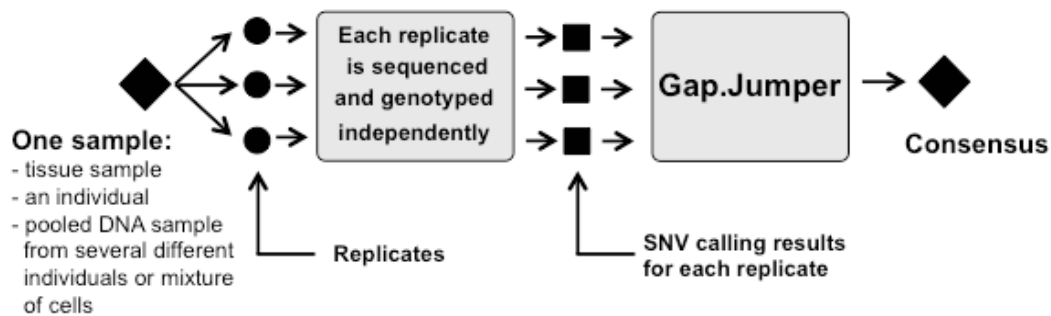 Each replicate
is sequenced
and genotyped
independently
Gap.Jumper
One sample:
- tissue sample
- an individual
- pooled DNA sample
from several different
individuals or mixture
of cells
Consensus
Replicates
SNV calling results
for each replicate